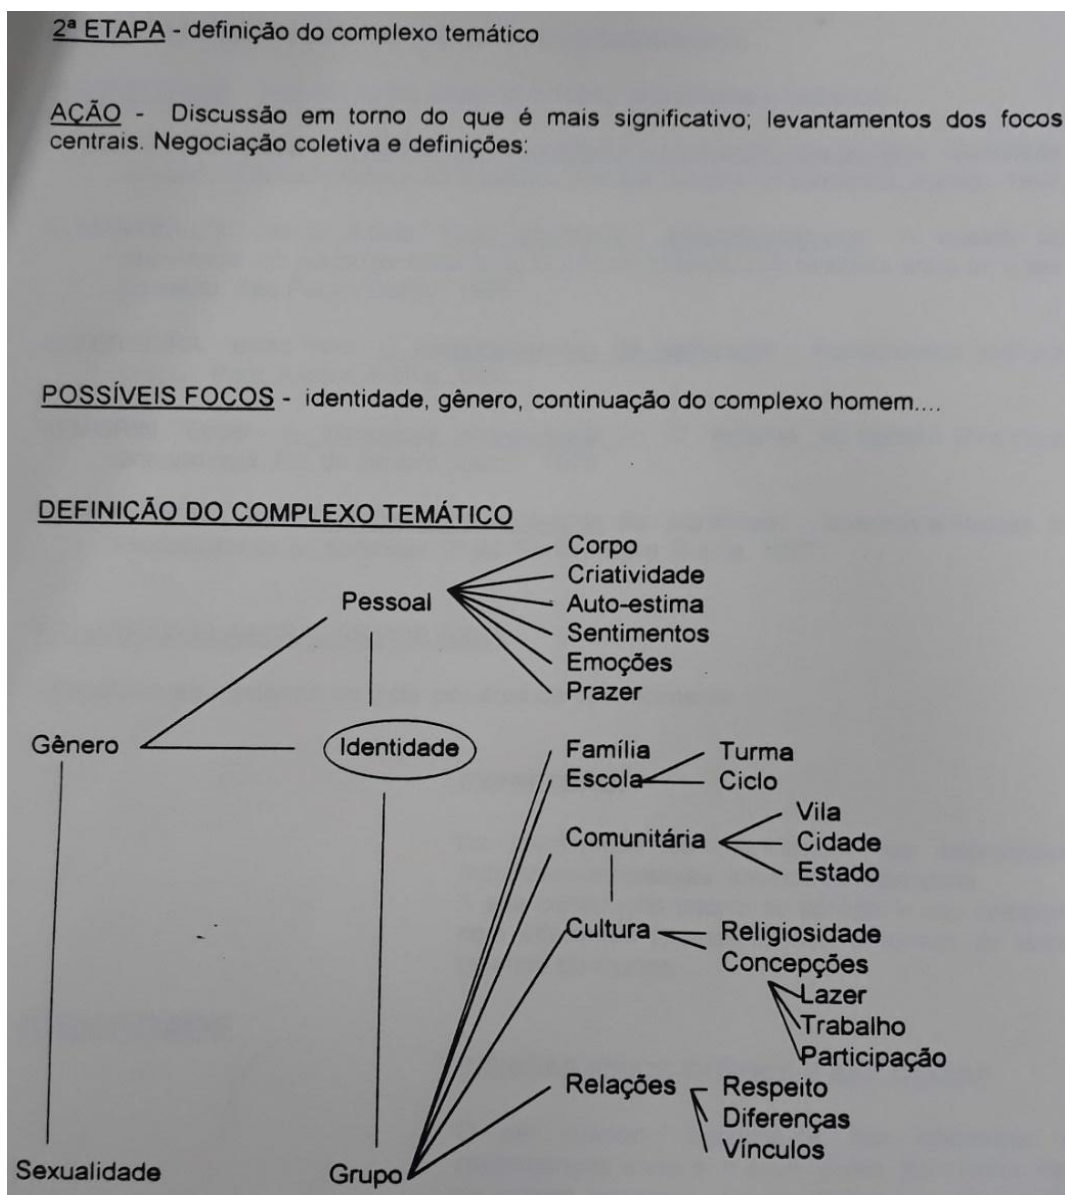 2ª ETAPA - definição do complexo temático
AÇÃO - Discussão em torno do que é mais significativo; levantamentos dos focos
centrais. Negociação coletiva e definições:
POSSÍVEIS FOCOS - identidade, gênero, continuação do complexo homem....
DEFINIÇÃO DO COMPLEXO TEMÁTICO
Corpo
Criatividade
Pessoal
Auto-estima
Sentimentos
Emoções
Prazer
Gênero
Identidade
Família
Turma
Escola
Ciclo
Vila
Comunitária
Cidade
Estado
Cultura
Religiosidade
Concepções
Lazer
Trabalho
Participação
Relações
Respeito
Diferenças
Vínculos
Sexualidade
Grupo